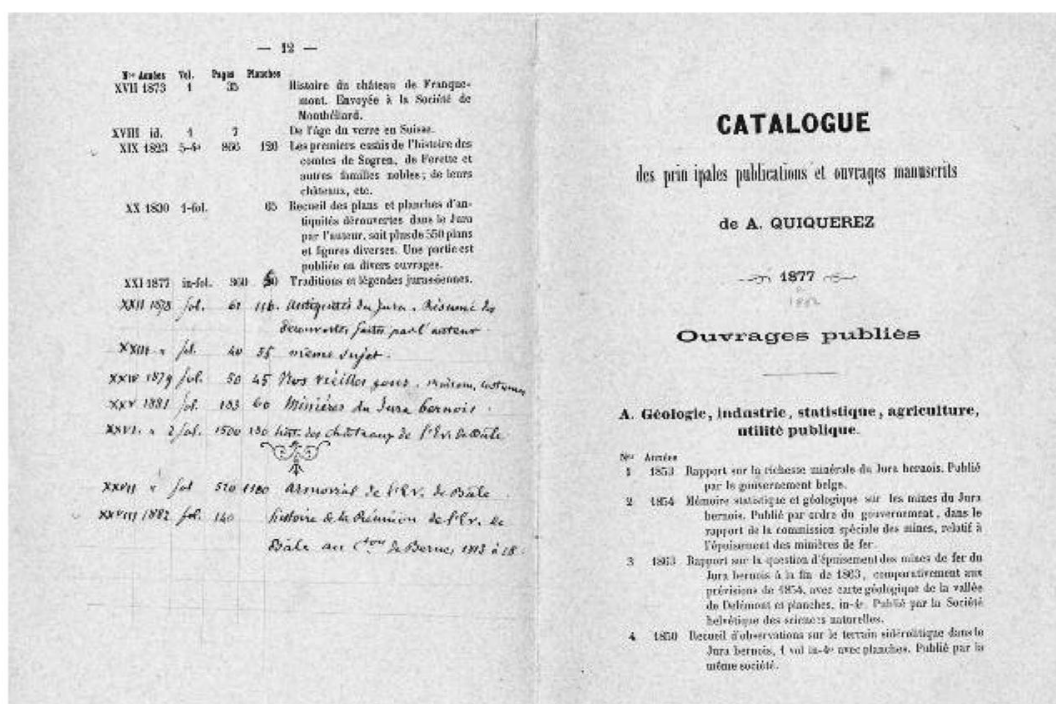 — 12 —
Nos Années Vol. Pages Planches
XVII 1873 1 35 Histoire du château de Franque-
mont. Envoyée à la Société de
Montbéliard.
XVIII id. 1 7 De l'âge du verre en Suisse.
XIX 1823 5-4o 866 120 Les premiers essais de l'histoire des
comtes de Sogren, de Ferette et
autres familles nobles; de leurs
châteaux, etc.
XX 1830 1-fol. 65 Recueil des plans et planches d'an-
tiquités découvertes dans le Jura
par l'auteur, soit plus de 550 plans
et figures diverses. Une partie est
publiée en divers ouvrages.
XXI 1877 in-fol. 360 Traditions et légendes jurassiennes.
XXII 1878 fol. 61 116. Antiquités du Jura. Résumé des
découvertes faites par l'auteur.
XXIII " fol. 40 55 même sujet.
XXIV 1879 fol. 50 45 Nos vieilles gens. maisons, costumes
XXV 1881 fol. 183 60 Minières du Jura bernois.
XXVI. " 2 fol. 1500 130 hist. des châteaux de l'Ev. de Bâle
XXVII " fol 520 1180 Armorial de l'Ev. de Bâle
XXVIII 1882 fol. 140 histoire de la Réunion de l'Ev. de
Bâle au Cton de Berne, 1813 à 18.
CATALOGUE
des prin ipales publications et ouvrages manuscrits
de A. QUIQUEREZ
1877
1882
Ouvrages publiés
A. Géologie, industrie, statistique, agriculture,
utilité publique.
Nos Années
1 1853 Rapport sur la richesse minérale du Jura bernois. Publié
par le gouvernement belge.
2 1854 Mémoire statistique et géologique sur les mines du Jura
bernois. Publié par ordre du gouvernement, dans le
rapport de la commission spéciale des mines, relatif à
l'épuisement des minières de fer.
3 1863 Rapport sur la question d'épuisement des mines de fer du
Jura bernois à la fin de 1863, comparativement aux
prévisions de 1854, avec carte géologique de la vallée
de Delémont et planches, in-4o. Publié par la Société
helvétique des sciences naturelles.
4 1850 Recueil d'observations sur le terrain sidérolitique dans le
Jura bernois, 1 vol in-4o avec planches. Publié par la
même société.